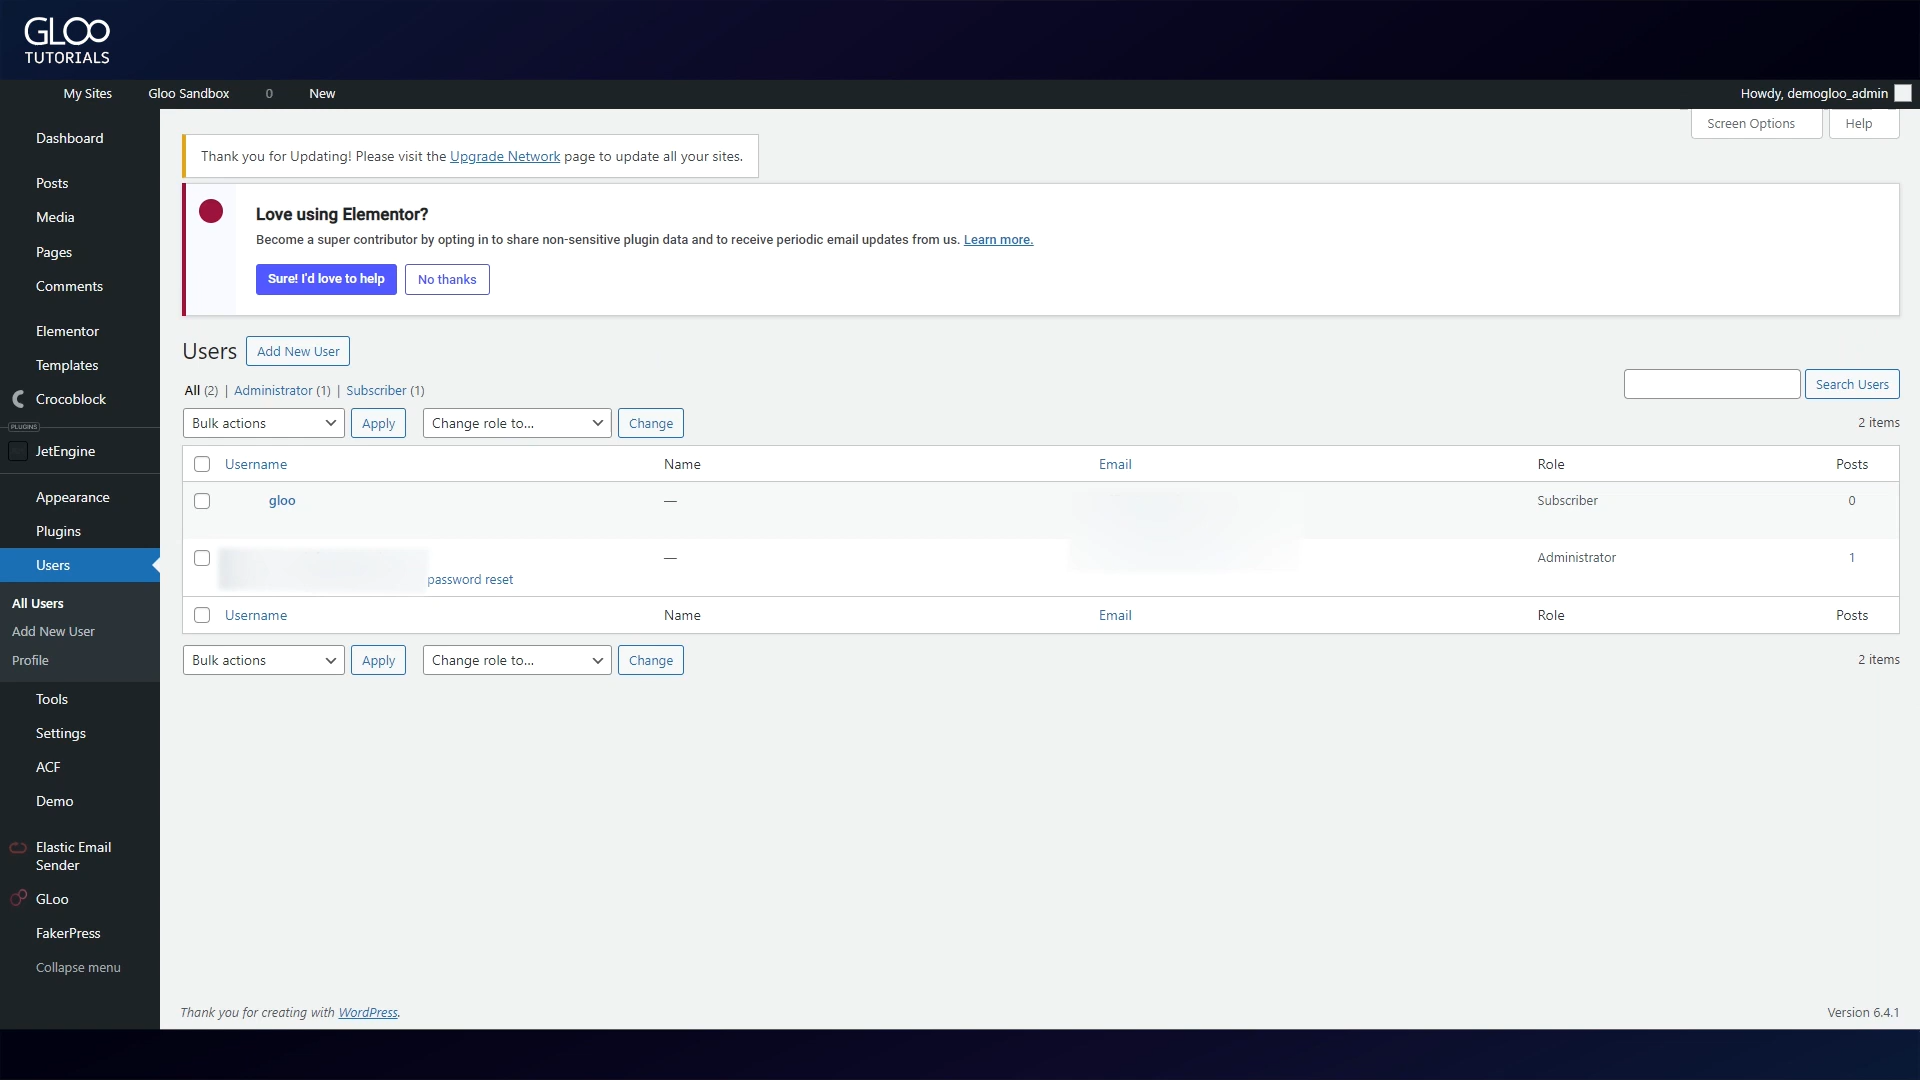 GLOO
TUTORIALS
My Sites Gloo Sandbox 0 New Howdy, demogloo_admin
Screen Options Help
Dashboard
Posts
Media
Pages
Comments
Elementor
Templates
Crocoblock
PLUGINS
JetEngine
Appearance
Plugins
Users
All Users
Add New User
Profile
Tools
Settings
ACF
Demo
Elastic Email
Sender
GLoo
FakerPress
Collapse menu
Thank you for Updating! Please visit the Upgrade Network page to update all your sites.
Love using Elementor?
Become a super contributor by opting in to share non-sensitive plugin data and to receive periodic email updates from us. Learn more.
Sure! I'd love to help No thanks
Users Add New User
All (2) | Administrator (1) | Subscriber (1)
Search Users
Bulk actions Apply Change role to... Change 2 items
Username Name Email Role Posts
gloo — Subscriber 0
— Administrator 1
password reset
Username Name Email Role Posts
Bulk actions Apply Change role to... Change 2 items
Thank you for creating with WordPress. Version 6.4.1